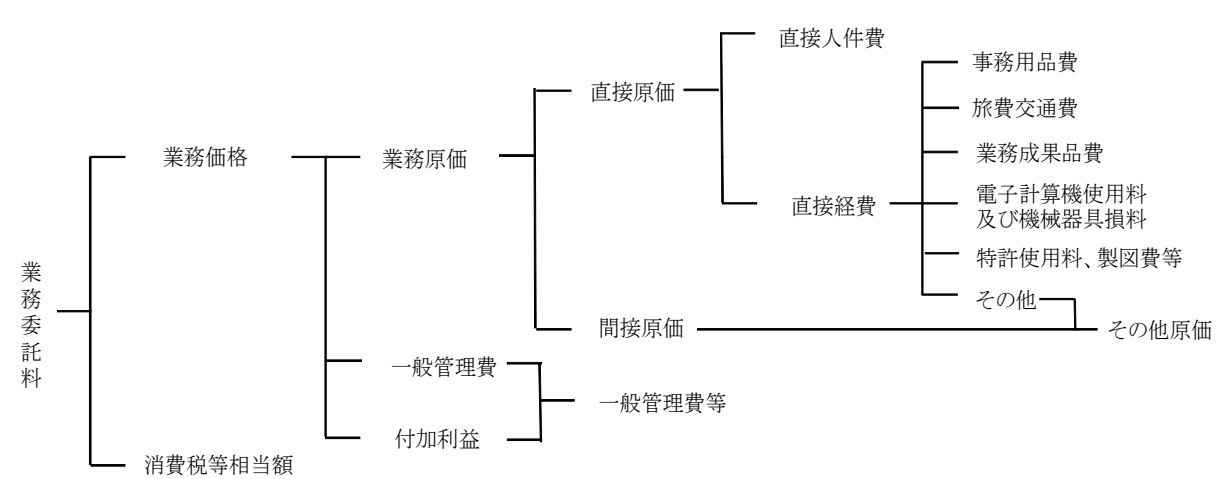 業務委託料
業務価格
消費税等相当額
業務原価
一般管理費
付加利益
一般管理費等
直接原価
間接原価
直接人件費
直接経費
事務用品費
旅費交通費
業務成果品費
電子計算機使用料
及び機械器具損料
特許使用料、製図費等
その他
その他原価